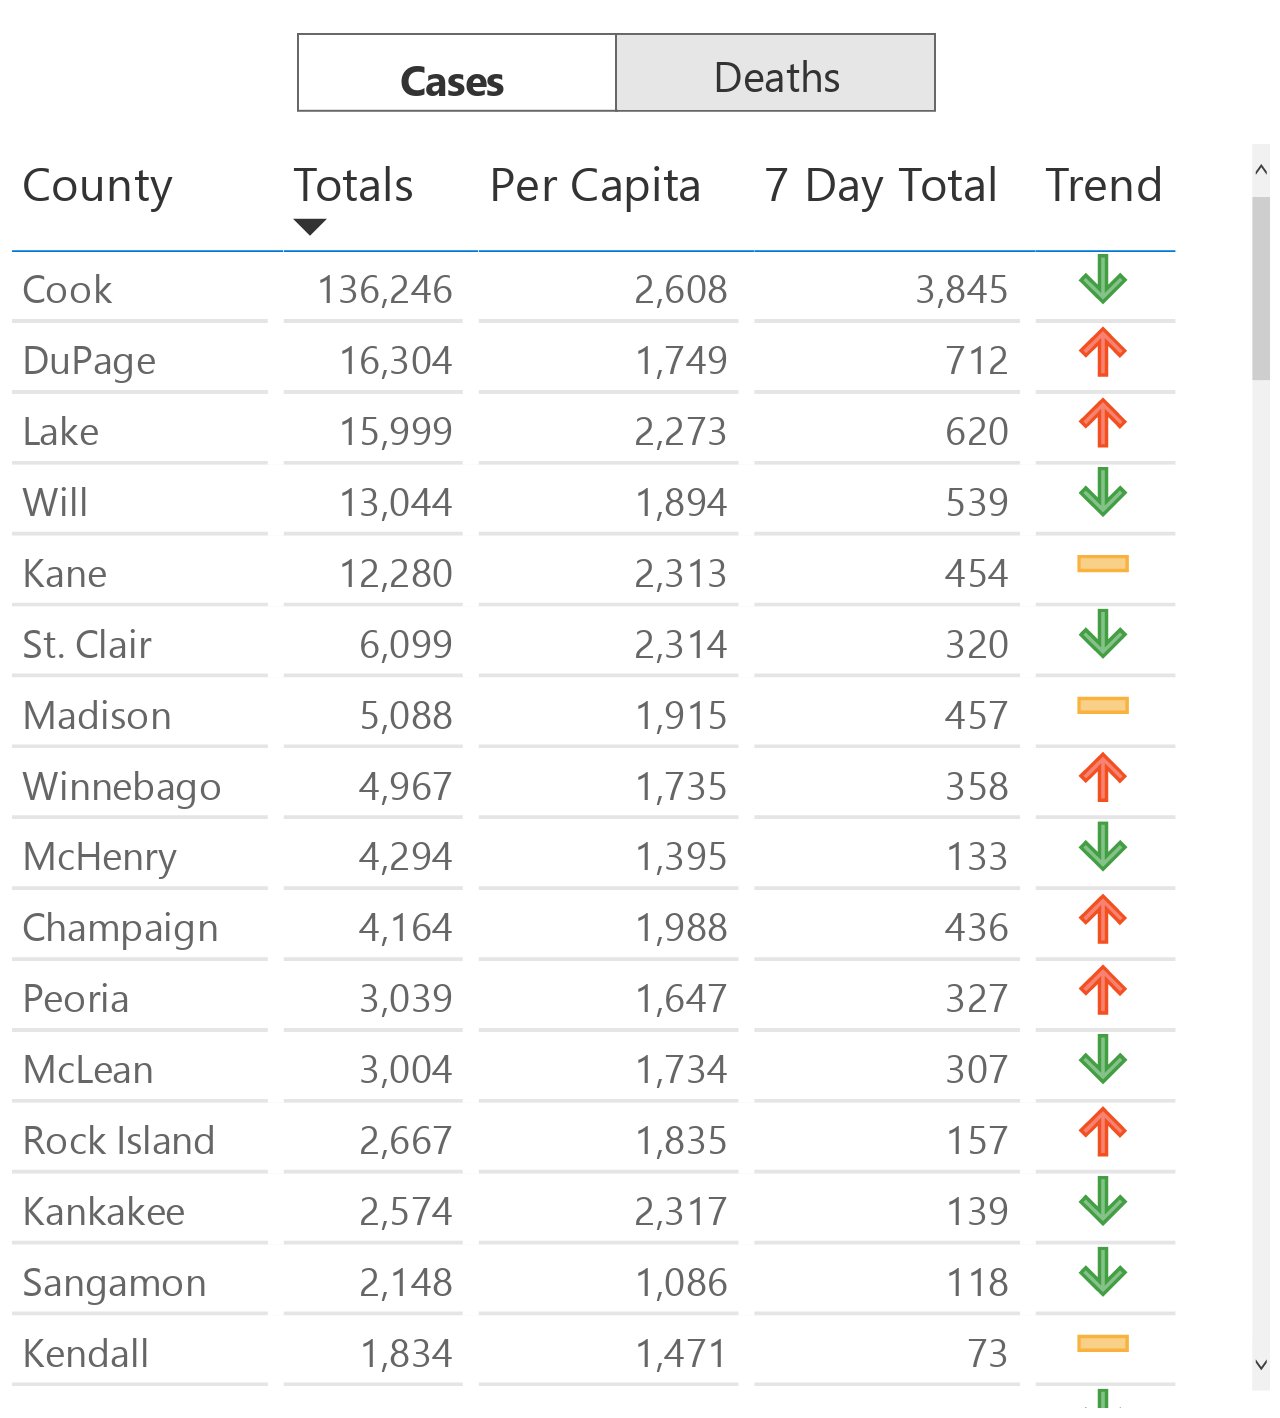 Cases Deaths
County Totals Per Capita 7 Day Total Trend
Cook 136,246 2,608 3,845
DuPage 16,304 1,749 712
Lake 15,999 2,273 620
Will 13,044 1,894 539
Kane 12,280 2,313 454
St. Clair 6,099 2,314 320
Madison 5,088 1,915 457
Winnebago 4,967 1,735 358
McHenry 4,294 1,395 133
Champaign 4,164 1,988 436
Peoria 3,039 1,647 327
McLean 3,004 1,734 307
Rock Island 2,667 1,835 157
Kankakee 2,574 2,317 139
Sangamon 2,148 1,086 118
Kendall 1,834 1,471 73